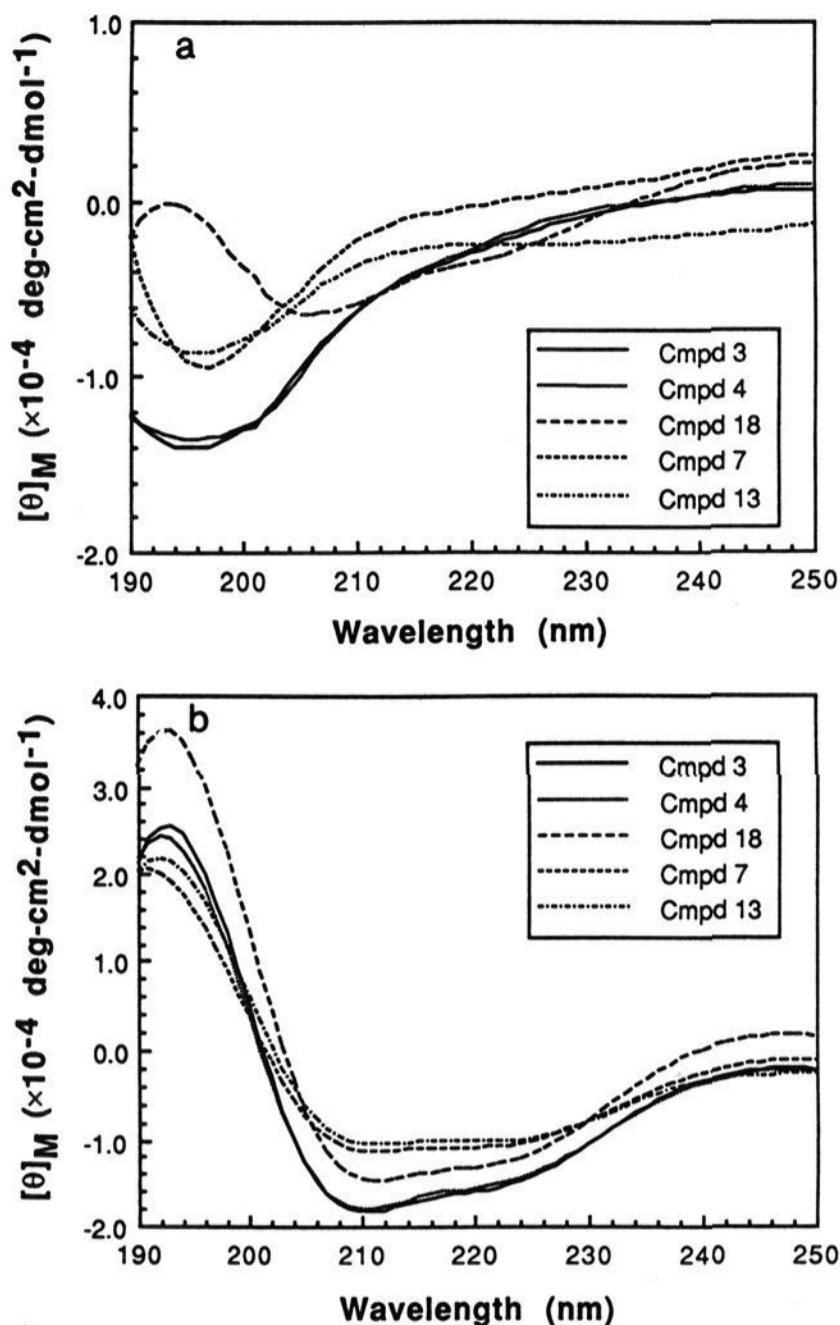 a
1.0
0.0
-1.0
-2.0
[θ]M (×10-4 deg-cm2-dmol-1)
Cmpd 3
Cmpd 4
Cmpd 18
Cmpd 7
Cmpd 13
190 200 210 220 230 240 250
Wavelength (nm)
b
4.0
3.0
2.0
1.0
0.0
-1.0
-2.0
[θ]M (×10-4 deg-cm2-dmol-1)
Cmpd 3
Cmpd 4
Cmpd 18
Cmpd 7
Cmpd 13
190 200 210 220 230 240 250
Wavelength (nm)